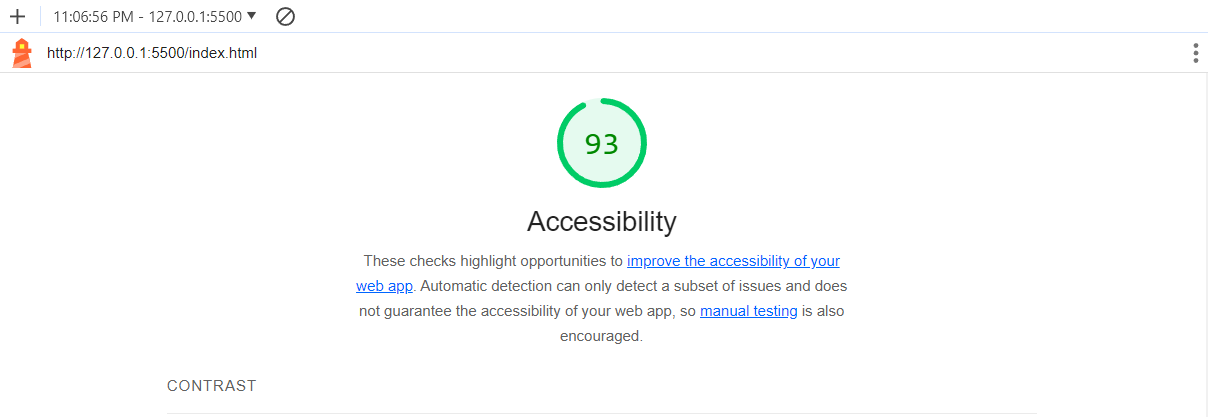 11:06:56 PM - 127.0.0.1:5500
http://127.0.0.1:5500/index.html
93
Accessibility
These checks highlight opportunities to improve the accessibility of your
web app. Automatic detection can only detect a subset of issues and does
not guarantee the accessibility of your web app, so manual testing is also
encouraged.
CONTRAST